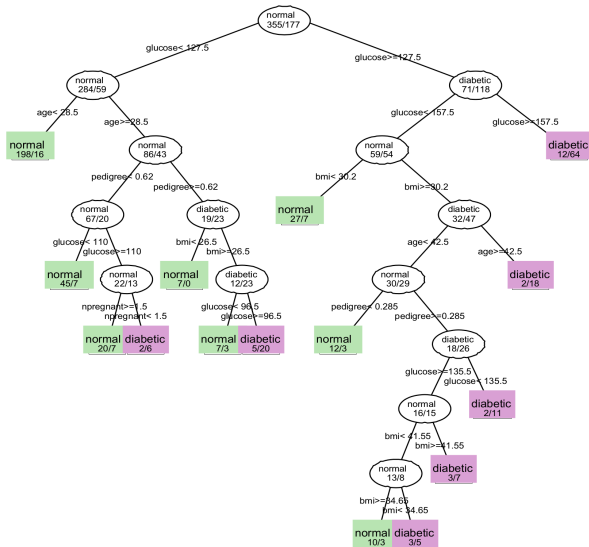 normal
355/177
glucose< 127.5
glucose>=127.5
normal
284/59
diabetic
71/118
age< 28.5
age>=28.5
glucose< 157.5
glucose>=157.5
normal
198/16
normal
86/43
normal
59/54
diabetic
12/64
pedigree< 0.62
pedigree>=0.62
bmi< 30.2
bmi>=30.2
normal
67/20
diabetic
19/23
normal
27/7
diabetic
32/47
glucose< 110
glucose>=110
bmi< 26.5
bmi>=26.5
age< 42.5
age>=42.5
normal
45/7
normal
22/13
normal
7/0
diabetic
12/23
normal
30/29
diabetic
2/18
npregnant>=1.5
npregnant< 1.5
glucose< 96.5
glucose>=96.5
pedigree< 0.285
pedigree>=0.285
normal
20/7
diabetic
2/6
normal
7/3
diabetic
5/20
normal
12/3
diabetic
18/26
glucose>=135.5
glucose< 135.5
normal
16/15
diabetic
2/11
bmi< 41.55
bmi>=41.55
normal
13/8
diabetic
3/7
bmi>=34.65
bmi< 34.65
normal
10/3
diabetic
3/5